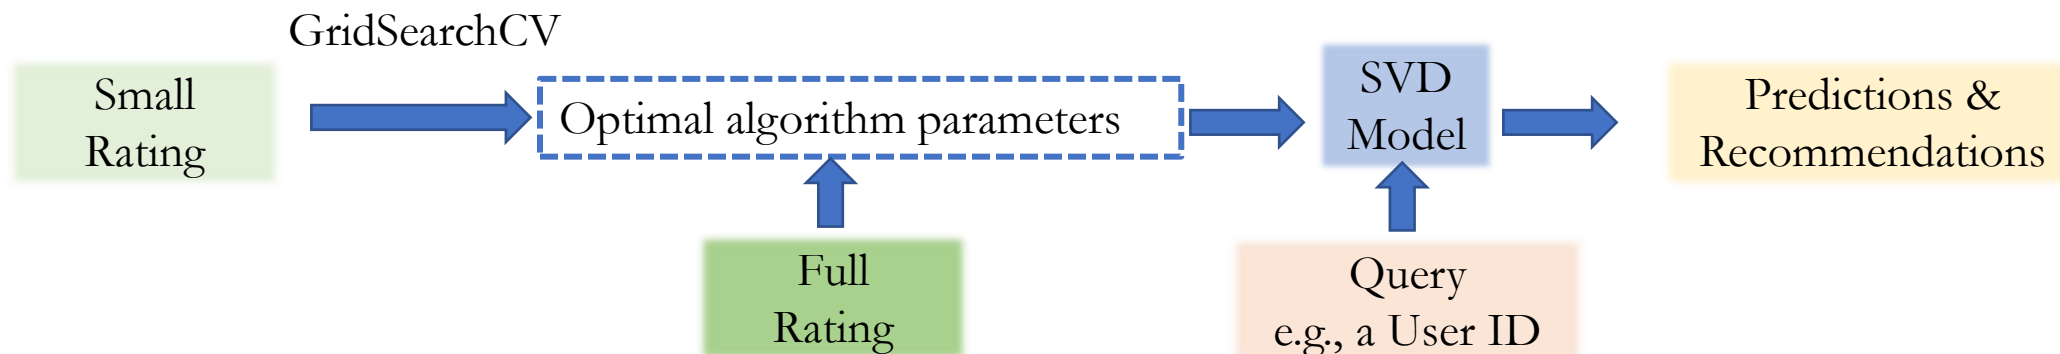 GridSearchCV
Small
Rating
Optimal algorithm parameters
SVD
Model
Predictions &
Recommendations
Full
Rating
Query
e.g., a User ID